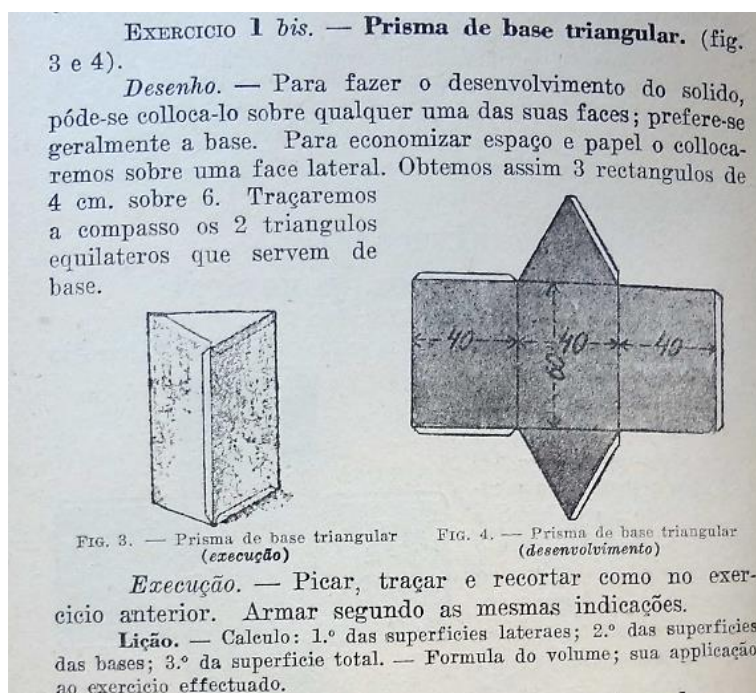 EXERCICIO 1 bis. — Prisma de base triangular. (fig.
3 e 4).
Desenho. — Para fazer o desenvolvimento do solido,
póde-se colloca-lo sobre qualquer uma das suas faces; prefere-se
geralmente a base. Para economizar espaço e papel o colloca-
remos sobre uma face lateral. Obtemos assim 3 rectangulos de
4 cm. sobre 6. Traçaremos
a compasso os 2 triangulos
equilateros que servem de
base.
40 40 40
60
FIG. 3. — Prisma de base triangular
(execução)
FIG. 4. — Prisma de base triangular
(desenvolvimento)
Execução. — Picar, traçar e recortar como no exer-
cicio anterior. Armar segundo as mesmas indicações.
Lição. — Calculo: 1.º das superficies lateraes; 2.º das superficies
das bases; 3.º da superficie total. — Formula do volume; sua applicação
ao exercicio effectuado.